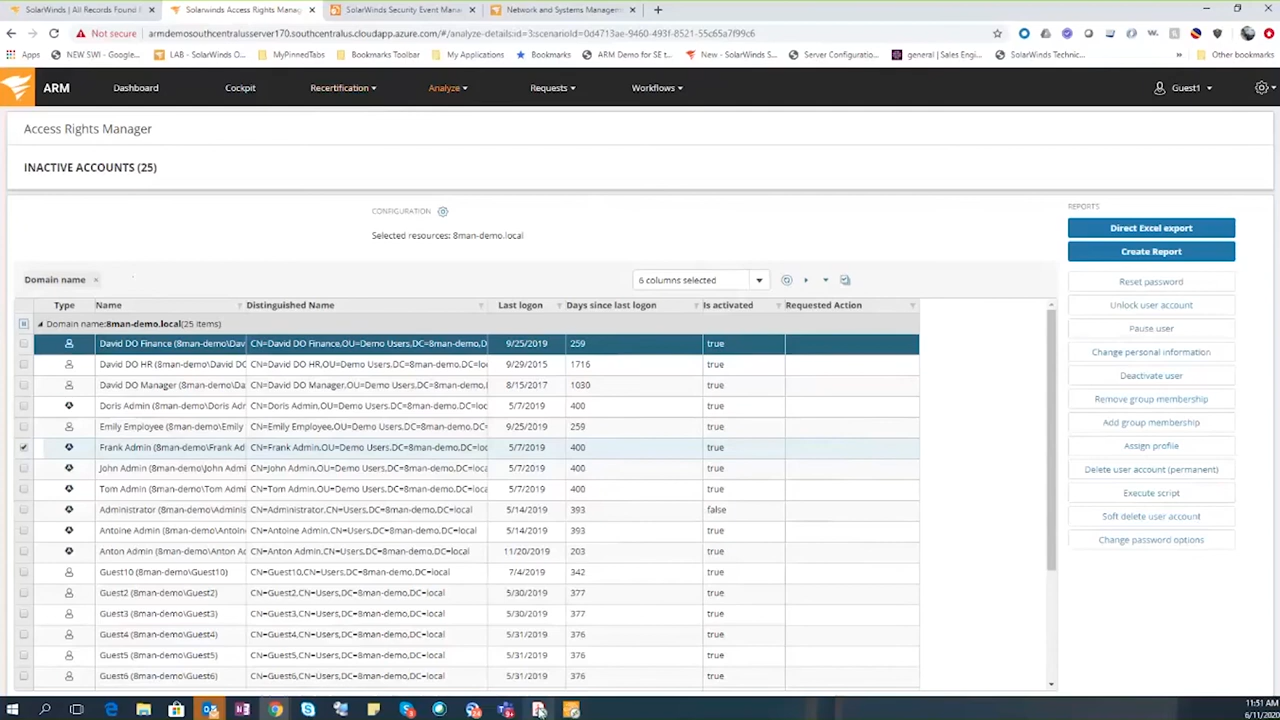 SolarWinds | All Records Found
Solarwinds Access Rights Manag
SolarWinds Security Event Mana
Network and Systems Managem
Not secure
armdemosouthcentralusserver170.southcentralus.cloudapp.azure.com/#/analyze-details;id=3;scenarioId=0d4713ae-9460-493f-8521-55c65a7f99c6
Apps
NEW SWI - Google...
LAB - SolarWinds O...
MyPinnedTabs
Bookmarks Toolbar
My Applications
Bookmarks
ARM Demo for SE t...
New - SolarWinds S...
Server Configuratio...
general | Sales Engi...
SolarWinds Technic...
Other bookmarks
ARM
Dashboard
Cockpit
Recertification
Analyze
Requests
Workflows
Guest1
Access Rights Manager
INACTIVE ACCOUNTS (25)
CONFIGURATION
Selected resources: 8man-demo.local
REPORTS
Direct Excel export
Create Report
Reset password
Unlock user account
Pause user
Change personal information
Deactivate user
Remove group membership
Add group membership
Assign profile
Delete user account (permanent)
Execute script
Soft delete user account
Change password options
Domain name ×
6 columns selected
Type Name Distinguished Name Last logon Days since last logon Is activated Requested Action
Domain name:8man-demo.local(25 items)
David DO Finance (8man-demo\Dav CN=David DO Finance,OU=Demo Users,DC=8man-demo,D 9/25/2019 259 true
David DO HR (8man-demo\David DC CN=David DO HR,OU=Demo Users,DC=8man-demo,DC=loc 9/29/2015 1716 true
David DO Manager (8man-demo\Da CN=David DO Manager,OU=Demo Users,DC=8man-demo, 8/15/2017 1030 true
Doris Admin (8man-demo\Doris Adr CN=Doris Admin,OU=Demo Users,DC=8man-demo,DC=loc 5/7/2019 400 true
Emily Employee (8man-demo\Emily CN=Emily Employee,OU=Demo Users,DC=8man-demo,DC= 9/25/2019 259 true
Frank Admin (8man-demo\Frank Ad CN=Frank Admin,OU=Demo Users,DC=8man-demo,DC=lo 5/7/2019 400 true
John Admin (8man-demo\John Admi CN=John Admin,OU=Demo Users,DC=8man-demo,DC=loc 5/7/2019 400 true
Tom Admin (8man-demo\Tom Adm CN=Tom Admin,OU=Demo Users,DC=8man-demo,DC=loc 5/7/2019 400 true
Administrator (8man-demo\Adminis CN=Administrator,CN=Users,DC=8man-demo,DC=local 5/14/2019 393 false
Antoine Admin (8man-demo\Antoin CN=Antoine Admin,CN=Users,DC=8man-demo,DC=local 5/14/2019 393 true
Anton Admin (8man-demo\Anton Ac CN=Anton Admin,CN=Users,DC=8man-demo,DC=local 11/20/2019 203 true
Guest10 (8man-demo\Guest10) CN=Guest10,CN=Users,DC=8man-demo,DC=local 7/4/2019 342 true
Guest2 (8man-demo\Guest2) CN=Guest2,CN=Users,DC=8man-demo,DC=local 5/30/2019 377 true
Guest3 (8man-demo\Guest3) CN=Guest3,CN=Users,DC=8man-demo,DC=local 5/30/2019 377 true
Guest4 (8man-demo\Guest4) CN=Guest4,CN=Users,DC=8man-demo,DC=local 5/31/2019 376 true
Guest5 (8man-demo\Guest5) CN=Guest5,CN=Users,DC=8man-demo,DC=local 5/31/2019 376 true
Guest6 (8man-demo\Guest6) CN=Guest6,CN=Users,DC=8man-demo,DC=local 5/31/2019 376 true
11:51 AM
6/11/2020